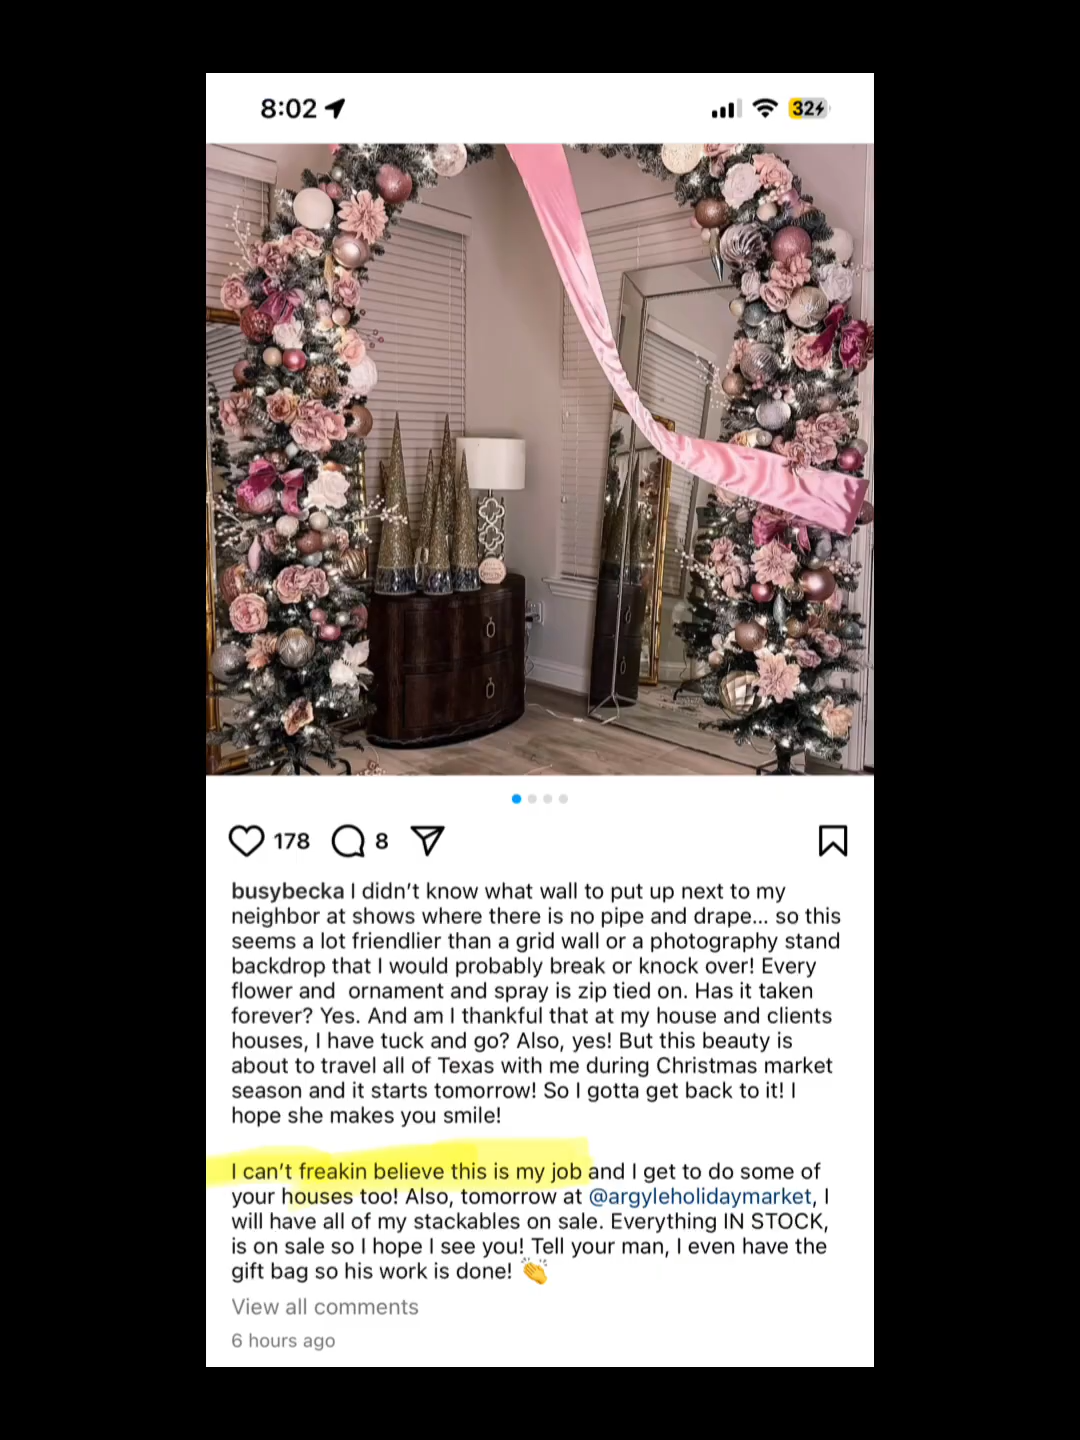 8:02
32
178 8
busybecka I didn't know what wall to put up next to my
neighbor at shows where there is no pipe and drape... so this
seems a lot friendlier than a grid wall or a photography stand
backdrop that I would probably break or knock over! Every
flower and  ornament and spray is zip tied on. Has it taken
forever? Yes. And am I thankful that at my house and clients
houses, I have tuck and go? Also, yes! But this beauty is
about to travel all of Texas with me during Christmas market
season and it starts tomorrow! So I gotta get back to it! I
hope she makes you smile!
I can't freakin believe this is my job and I get to do some of
your houses too! Also, tomorrow at @argyleholidaymarket, I
will have all of my stackables on sale. Everything IN STOCK,
is on sale so I hope I see you! Tell your man, I even have the
gift bag so his work is done! 👏
View all comments
6 hours ago